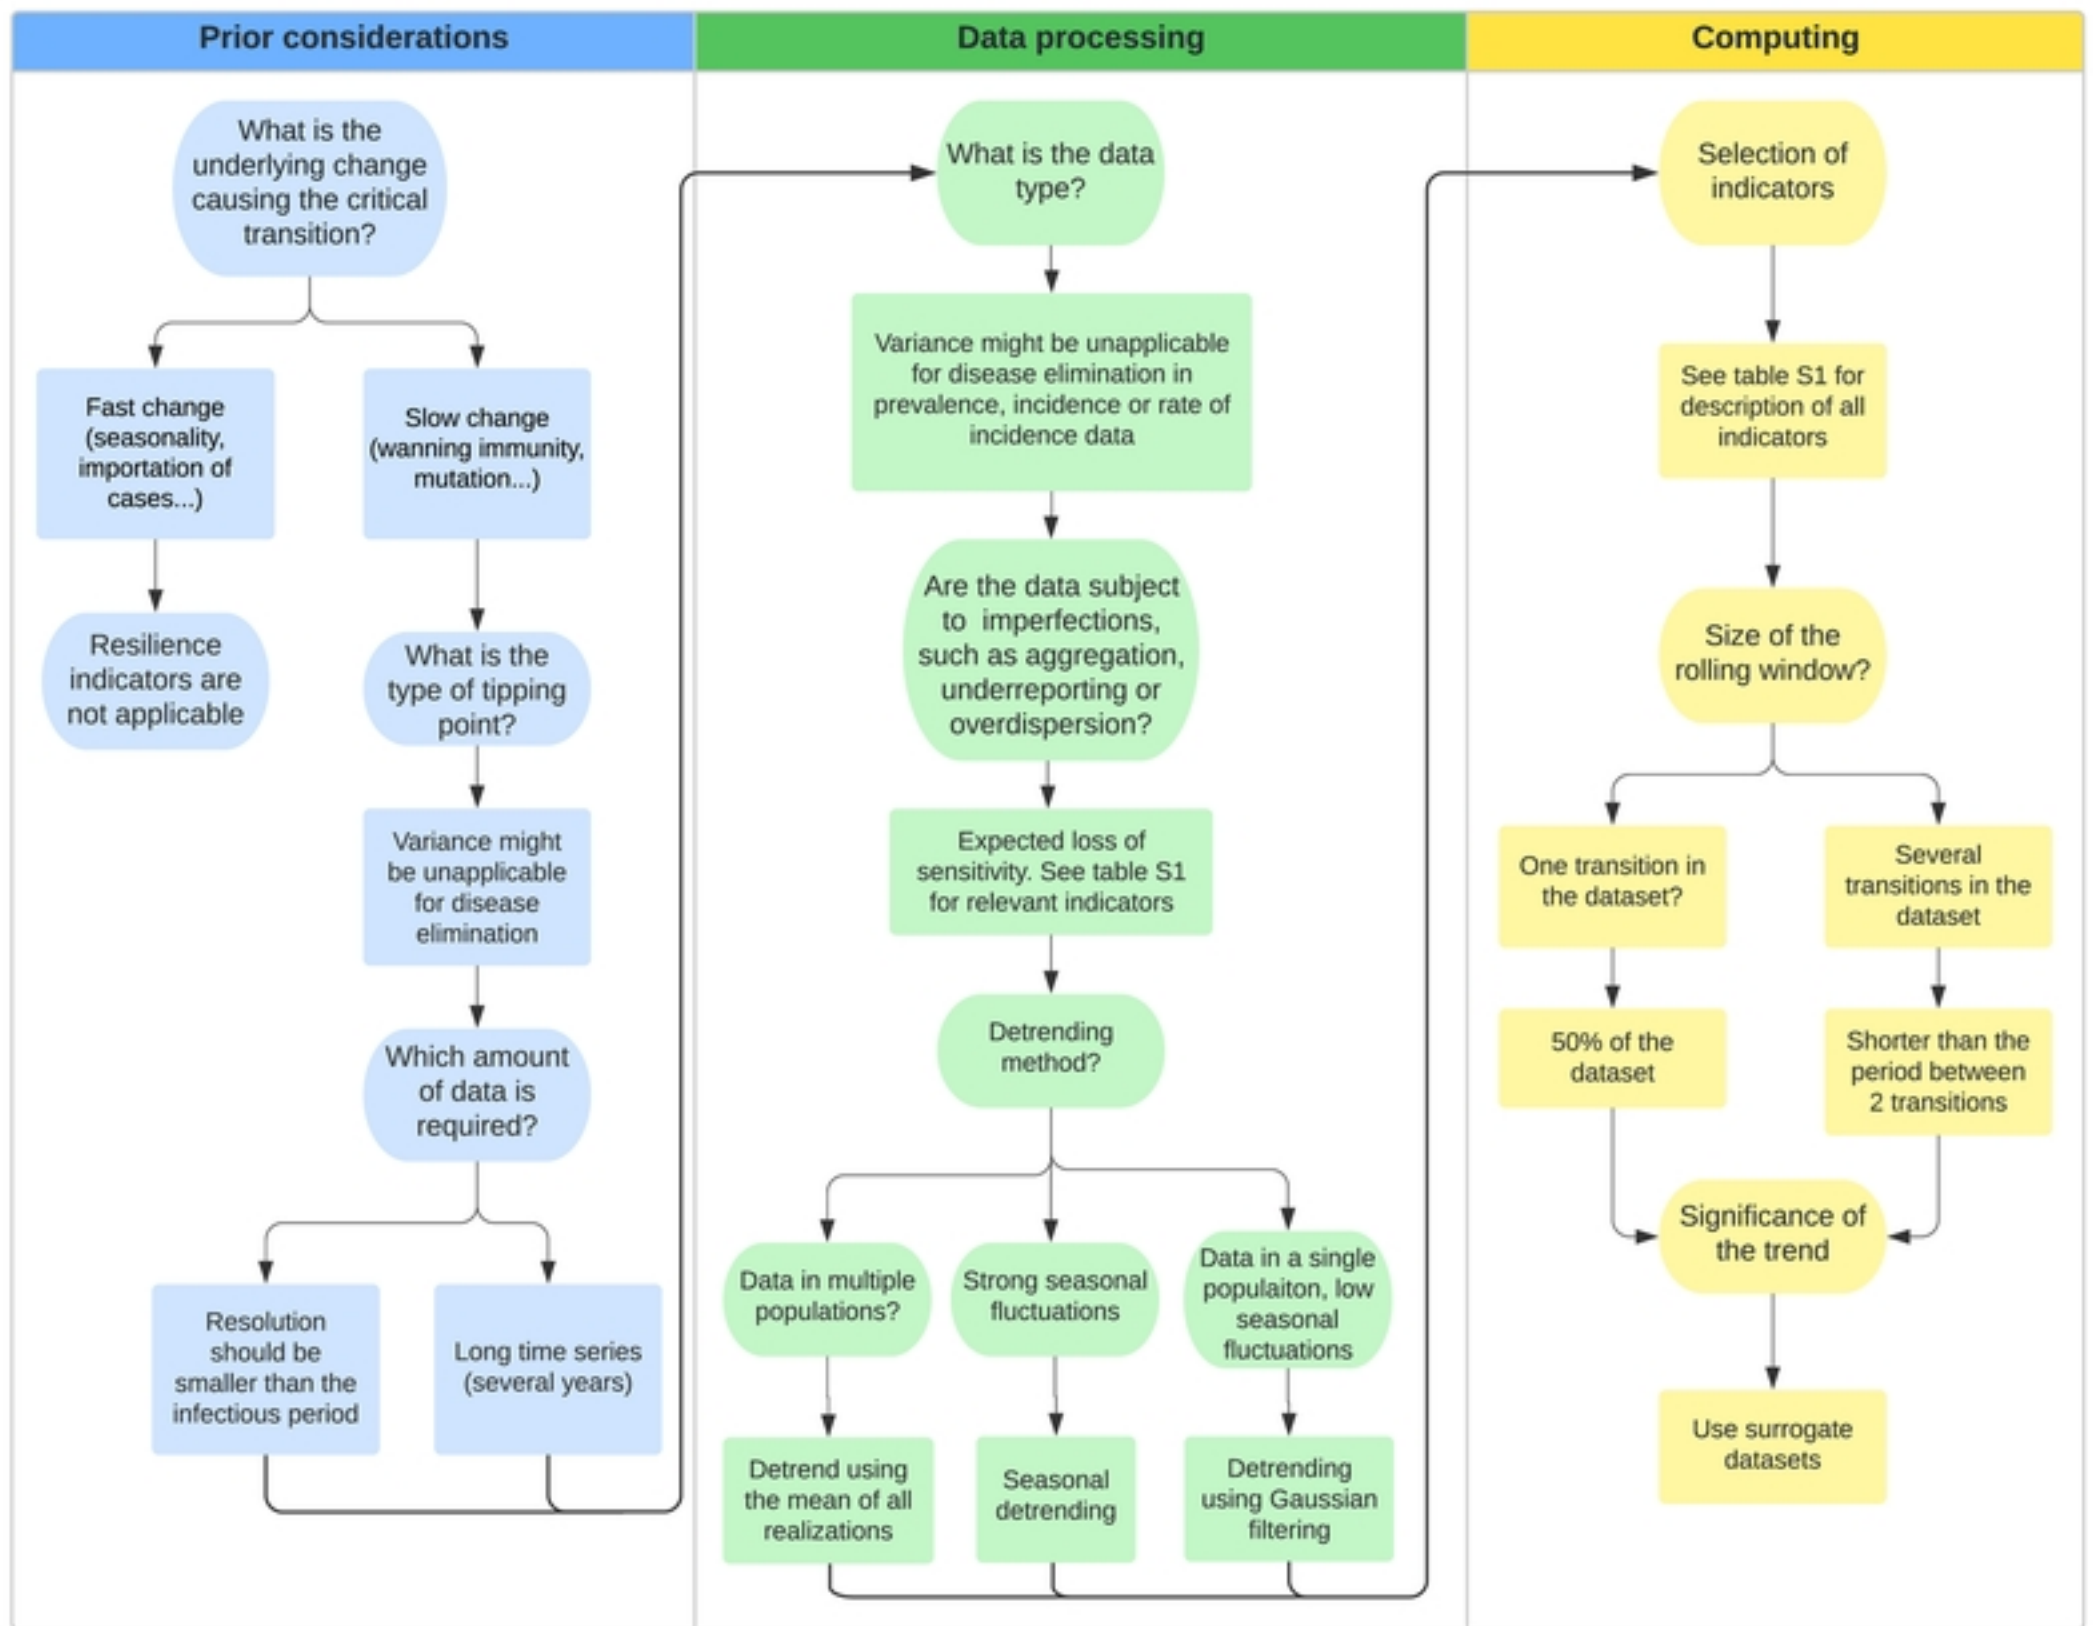 Prior considerations
What is the
underlying change
causing the critical
transition?
Fast change
(seasonality,
importation of
cases...)
Slow change
(wanning immunity,
mutation...)
Resilience
indicators are
not applicable
What is the
type of tipping
point?
Variance might
be unapplicable
for disease
elimination
Which amount
of data is
required?
Resolution
should be
smaller than the
infectious period
Long time series
(several years)
Data processing
What is the data
type?
Variance might be unapplicable
for disease elimination in
prevalence, incidence or rate of
incidence data
Are the data subject
to imperfections,
such as aggregation,
underreporting or
overdispersion?
Expected loss of
sensitivity. See table S1
for relevant indicators
Detrending
method?
Data in multiple
populations?
Strong seasonal
fluctuations
Data in a single
populaiton, low
seasonal
fluctuations
Detrend using
the mean of all
realizations
Seasonal
detrending
Detrending
using Gaussian
filtering
Computing
Selection of
indicators
See table S1 for
description of all
indicators
Size of the
rolling window?
One transition in
the dataset?
Several
transitions in the
dataset
50% of the
dataset
Shorter than the
period between
2 transitions
Significance of
the trend
Use surrogate
datasets